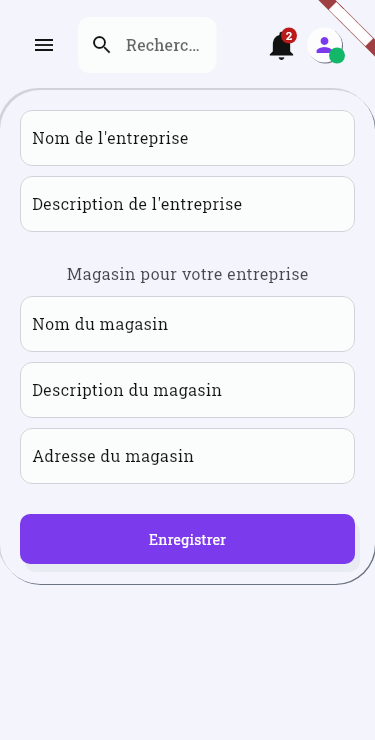 Recherc...
2
Nom de l'entreprise
Description de l'entreprise
Magasin pour votre entreprise
Nom du magasin
Description du magasin
Adresse du magasin
Enregistrer